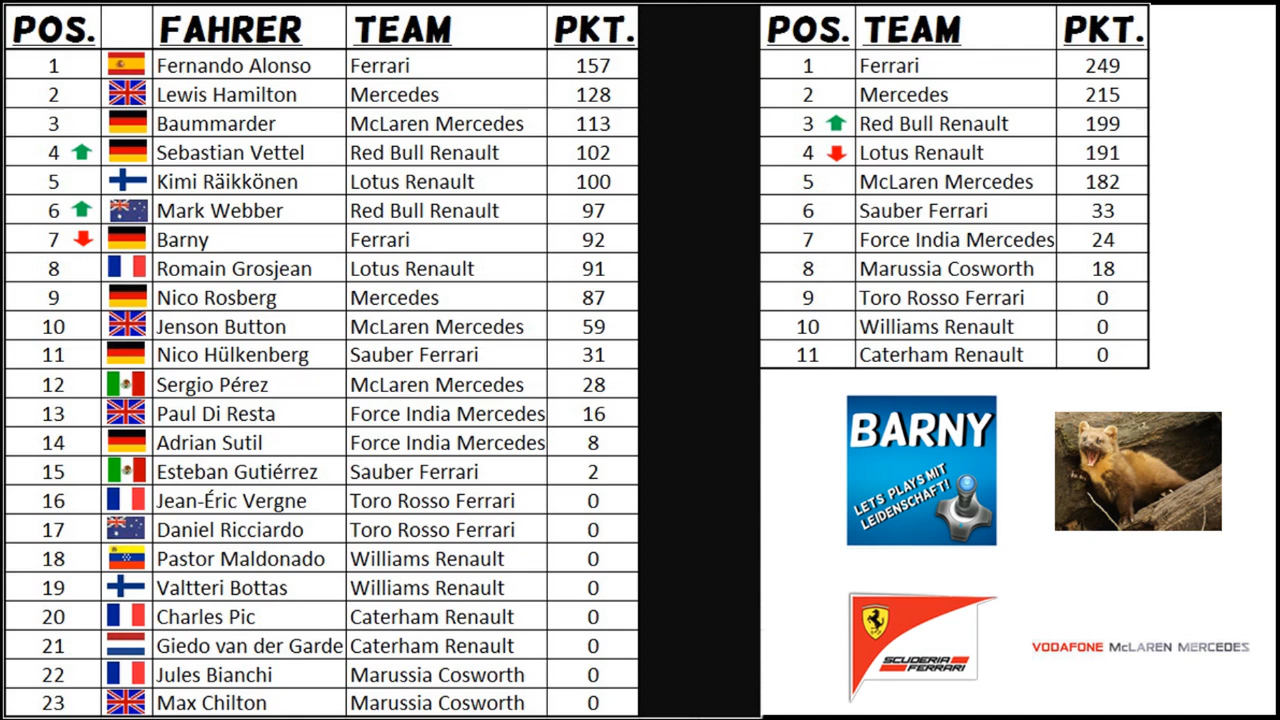 POS. FAHRER TEAM PKT.
1 Fernando Alonso Ferrari 157
2 Lewis Hamilton Mercedes 128
3 Baummarder McLaren Mercedes 113
4 Sebastian Vettel Red Bull Renault 102
5 Kimi Räikkönen Lotus Renault 100
6 Mark Webber Red Bull Renault 97
7 Barny Ferrari 92
8 Romain Grosjean Lotus Renault 91
9 Nico Rosberg Mercedes 87
10 Jenson Button McLaren Mercedes 59
11 Nico Hülkenberg Sauber Ferrari 31
12 Sergio Pérez McLaren Mercedes 28
13 Paul Di Resta Force India Mercedes 16
14 Adrian Sutil Force India Mercedes 8
15 Esteban Gutiérrez Sauber Ferrari 2
16 Jean-Éric Vergne Toro Rosso Ferrari 0
17 Daniel Ricciardo Toro Rosso Ferrari 0
18 Pastor Maldonado Williams Renault 0
19 Valtteri Bottas Williams Renault 0
20 Charles Pic Caterham Renault 0
21 Giedo van der Garde Caterham Renault 0
22 Jules Bianchi Marussia Cosworth 0
23 Max Chilton Marussia Cosworth 0
POS. TEAM PKT.
1 Ferrari 249
2 Mercedes 215
3 Red Bull Renault 199
4 Lotus Renault 191
5 McLaren Mercedes 182
6 Sauber Ferrari 33
7 Force India Mercedes 24
8 Marussia Cosworth 18
9 Toro Rosso Ferrari 0
10 Williams Renault 0
11 Caterham Renault 0
BARNY
LETS PLAYS MIT
LEIDENSCHAFT!
SCUDERIA
FERRARI
VODAFONE McLAREN MERCEDES